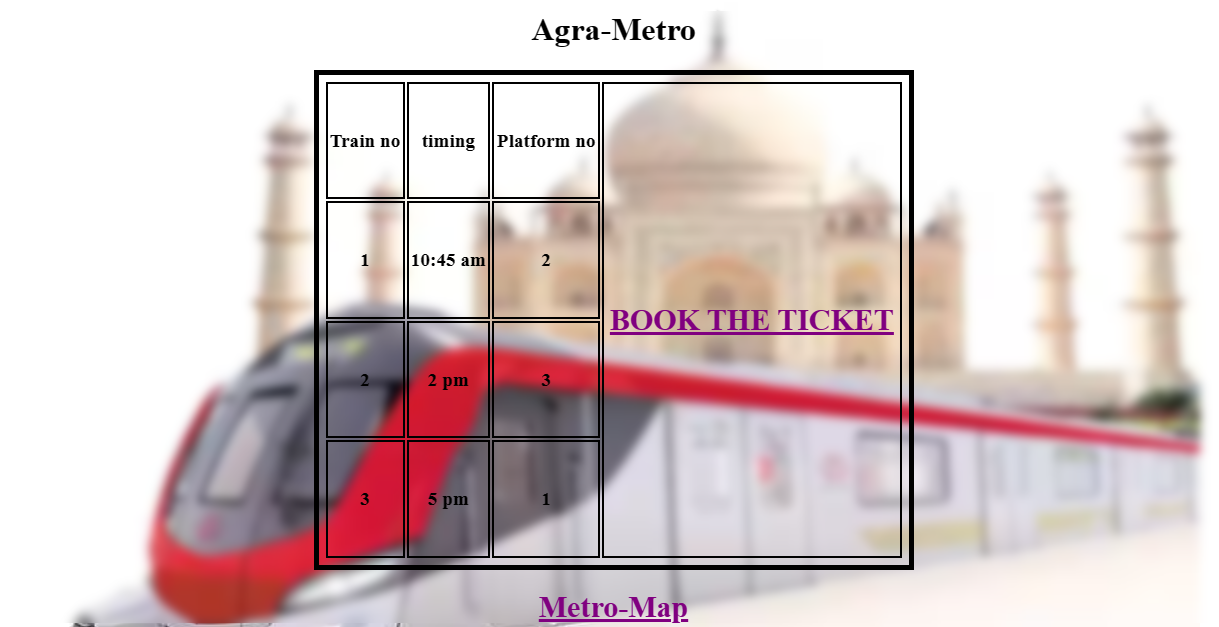 Agra-Metro
Train no timing Platform no
1 10:45 am 2
BOOK THE TICKET
2 2 pm 3
3 5 pm 1
Metro-Map